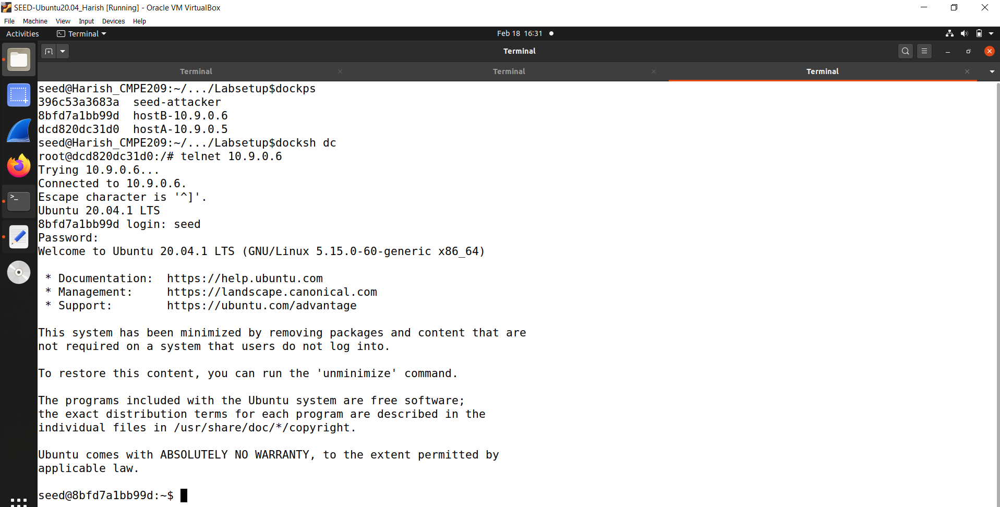 SEED-Ubuntu20.04_Harish [Running] - Oracle VM VirtualBox
File Machine View Input Devices Help
Activities Terminal Feb 18 16:31
Terminal
Terminal Terminal Terminal
seed@Harish_CMPE209:~/.../Labsetup$dockps
396c53a3683a  seed-attacker
8bfd7a1bb99d  hostB-10.9.0.6
dcd820dc31d0  hostA-10.9.0.5
seed@Harish_CMPE209:~/.../Labsetup$docksh dc
root@dcd820dc31d0:/# telnet 10.9.0.6
Trying 10.9.0.6...
Connected to 10.9.0.6.
Escape character is '^]'.
Ubuntu 20.04.1 LTS
8bfd7a1bb99d login: seed
Password:
Welcome to Ubuntu 20.04.1 LTS (GNU/Linux 5.15.0-60-generic x86_64)
* Documentation:  https://help.ubuntu.com
* Management:     https://landscape.canonical.com
* Support:        https://ubuntu.com/advantage
This system has been minimized by removing packages and content that are
not required on a system that users do not log into.
To restore this content, you can run the 'unminimize' command.
The programs included with the Ubuntu system are free software;
the exact distribution terms for each program are described in the
individual files in /usr/share/doc/*/copyright.
Ubuntu comes with ABSOLUTELY NO WARRANTY, to the extent permitted by
applicable law.
seed@8bfd7a1bb99d:~$